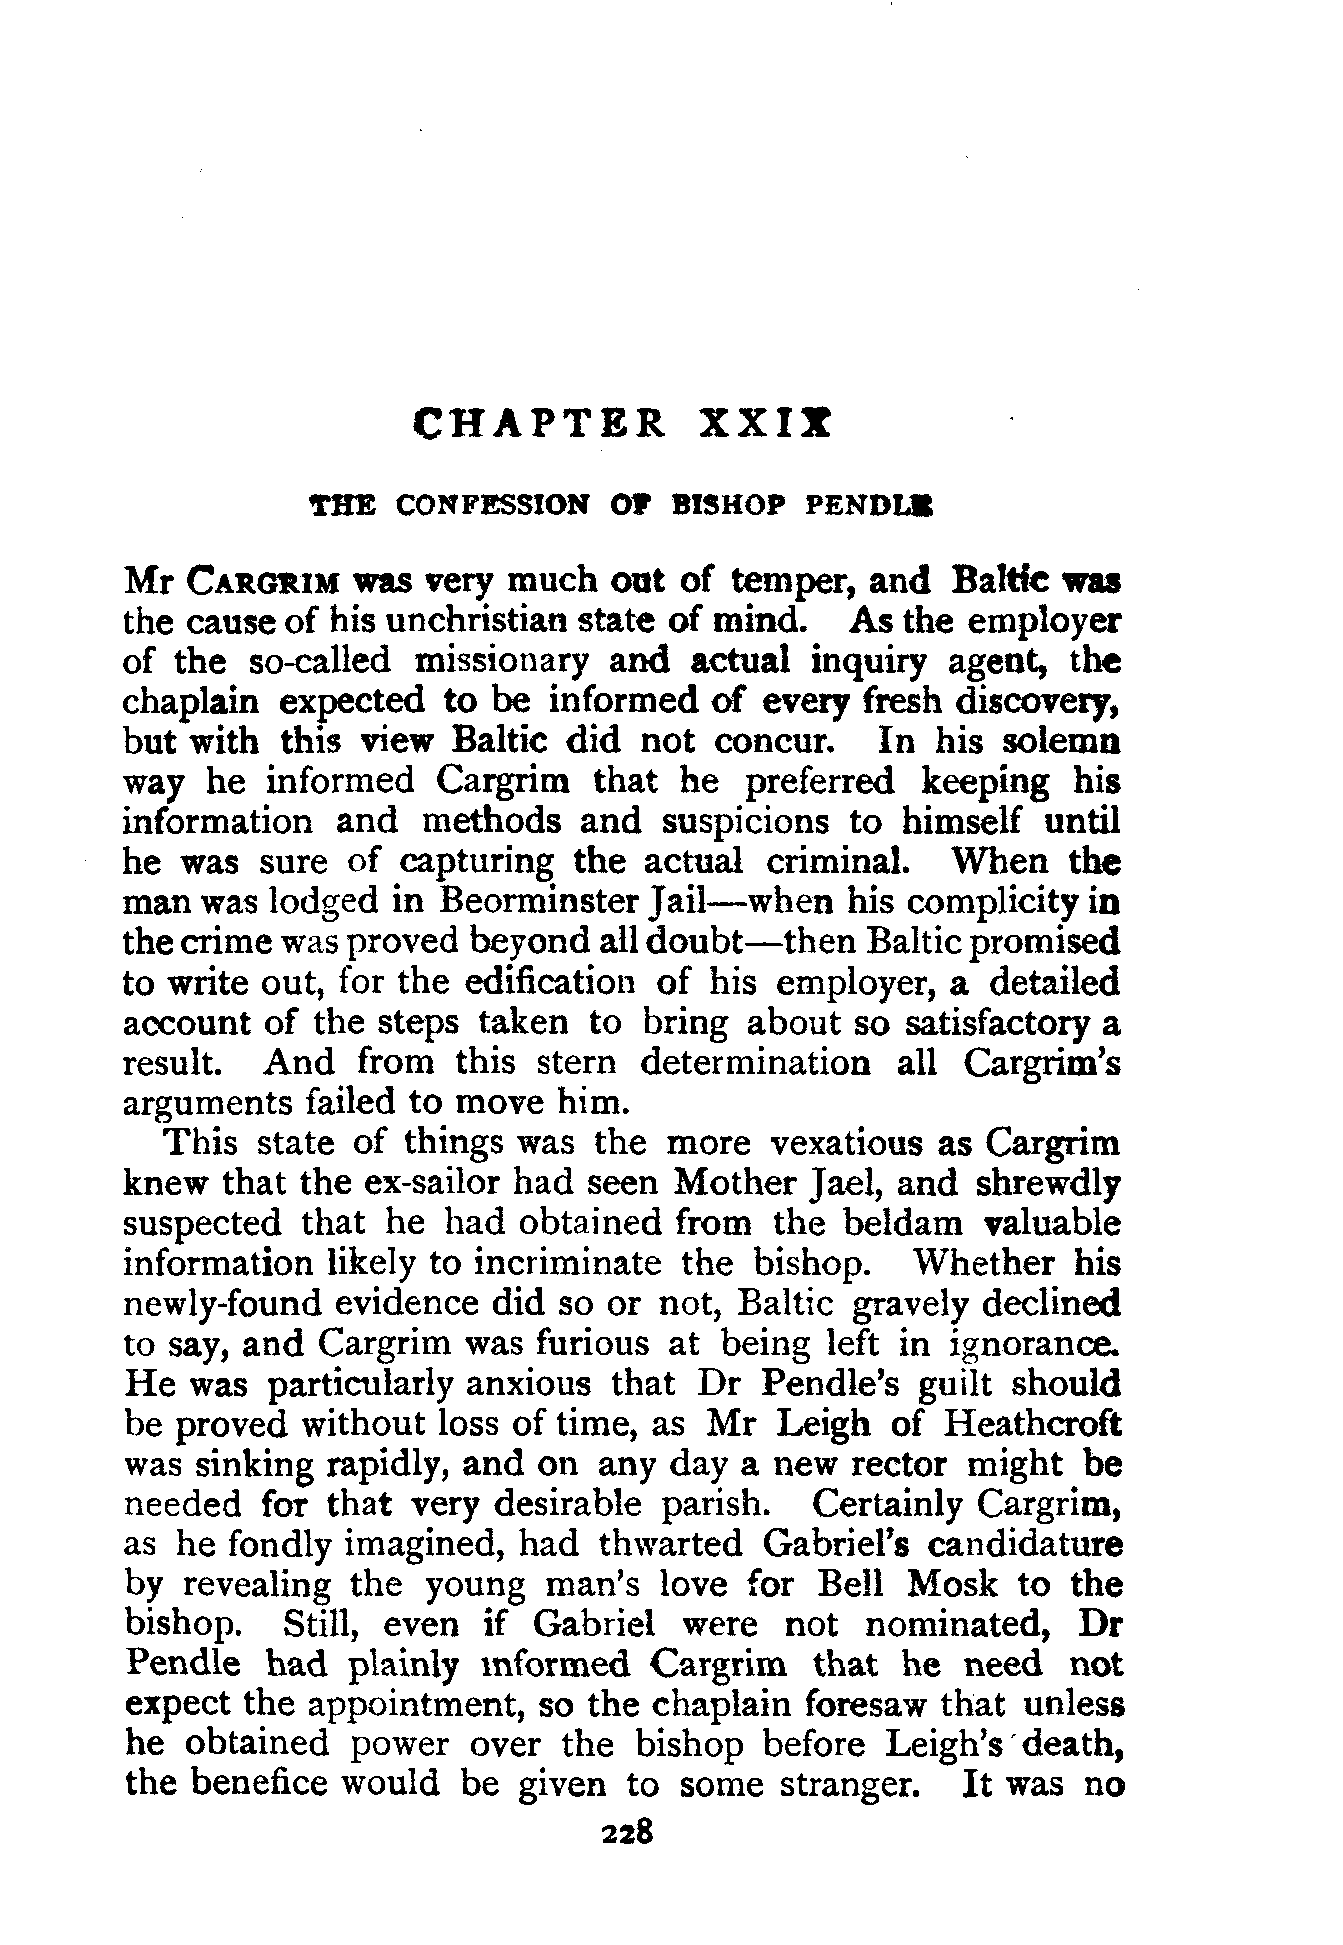 CHAPTER XXIX
THE CONFESSION OF BISHOP PENDLE
Mr CARGRIM was very much out of temper, and Baltic was
the cause of his unchristian state of mind. As the employer
of the so-called missionary and actual inquiry agent, the
chaplain expected to be informed of every fresh discovery,
but with this view Baltic did not concur. In his solemn
way he informed Cargrim that he preferred keeping his
information and methods and suspicions to himself until
he was sure of capturing the actual criminal. When the
man was lodged in Beorminster Jail—when his complicity in
the crime was proved beyond all doubt—then Baltic promised
to write out, for the edification of his employer, a detailed
account of the steps taken to bring about so satisfactory a
result. And from this stern determination all Cargrim's
arguments failed to move him.
This state of things was the more vexatious as Cargrim
knew that the ex-sailor had seen Mother Jael, and shrewdly
suspected that he had obtained from the beldam valuable
information likely to incriminate the bishop. Whether his
newly-found evidence did so or not, Baltic gravely declined
to say, and Cargrim was furious at being left in ignorance.
He was particularly anxious that Dr Pendle's guilt should
be proved without loss of time, as Mr Leigh of Heathcroft
was sinking rapidly, and on any day a new rector might be
needed for that very desirable parish. Certainly Cargrim,
as he fondly imagined, had thwarted Gabriel's candidature
by revealing the young man's love for Bell Mosk to the
bishop. Still, even if Gabriel were not nominated, Dr
Pendle had plainly informed Cargrim that he need not
expect the appointment, so the chaplain foresaw that unless
he obtained power over the bishop before Leigh's death,
the benefice would be given to some stranger. It was no
228